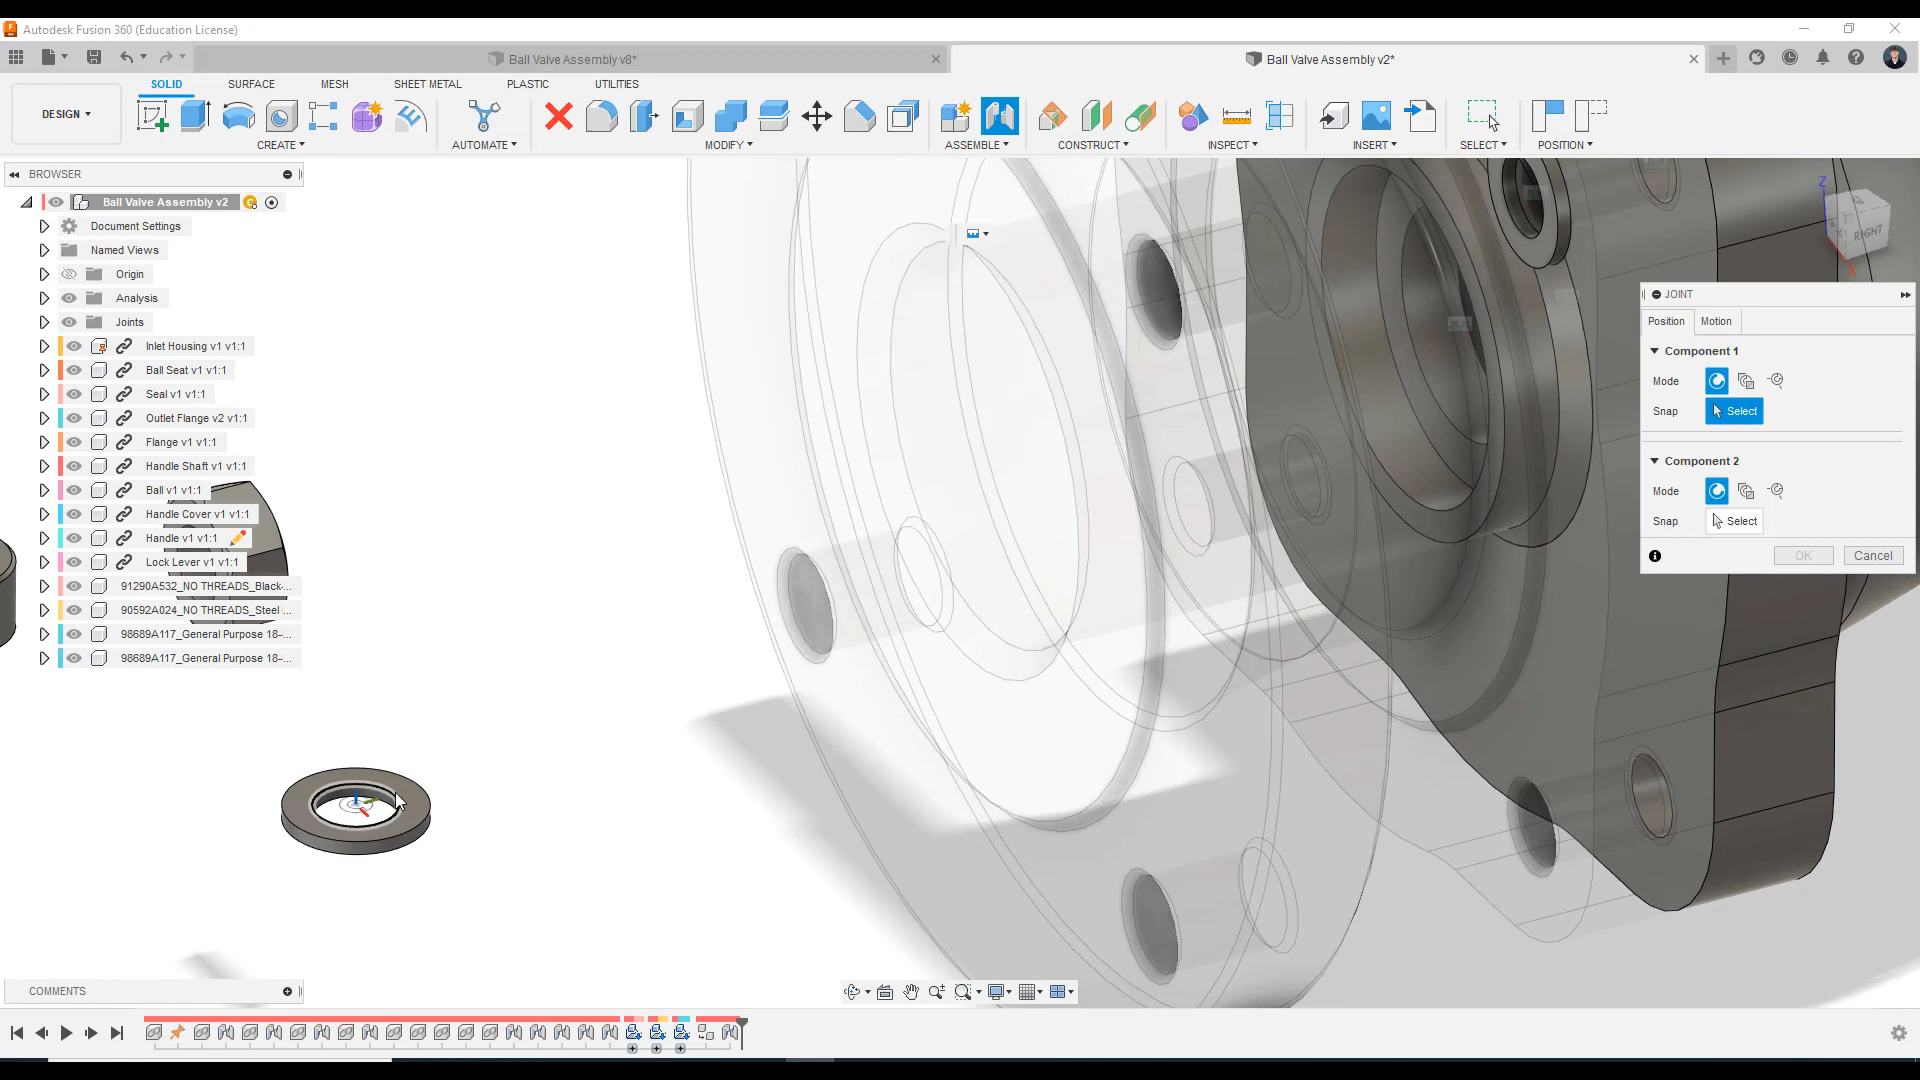 Autodesk Fusion 360 (Education License)
Ball Valve Assembly v8*
Ball Valve Assembly v2*
DESIGN
SOLID
SURFACE
MESH
SHEET METAL
PLASTIC
UTILITIES
CREATE
AUTOMATE
MODIFY
ASSEMBLE
CONSTRUCT
INSPECT
INSERT
SELECT
POSITION
BROWSER
Ball Valve Assembly v2
Document Settings
Named Views
Origin
Analysis
Joints
Inlet Housing v1 v1:1
Ball Seat v1 v1:1
Seal v1 v1:1
Outlet Flange v2 v1:1
Flange v1 v1:1
Handle Shaft v1 v1:1
Ball v1 v1:1
Handle Cover v1 v1:1
Handle v1 v1:1
Lock Lever v1 v1:1
91290A532_NO THREADS_Black-...
90592A024_NO THREADS_Steel ...
98689A117_General Purpose 18-...
98689A117_General Purpose 18-...
Z
RIGHT
X
JOINT
Position
Motion
Component 1
Mode
Snap
Select
Component 2
Mode
Snap
Select
OK
Cancel
COMMENTS